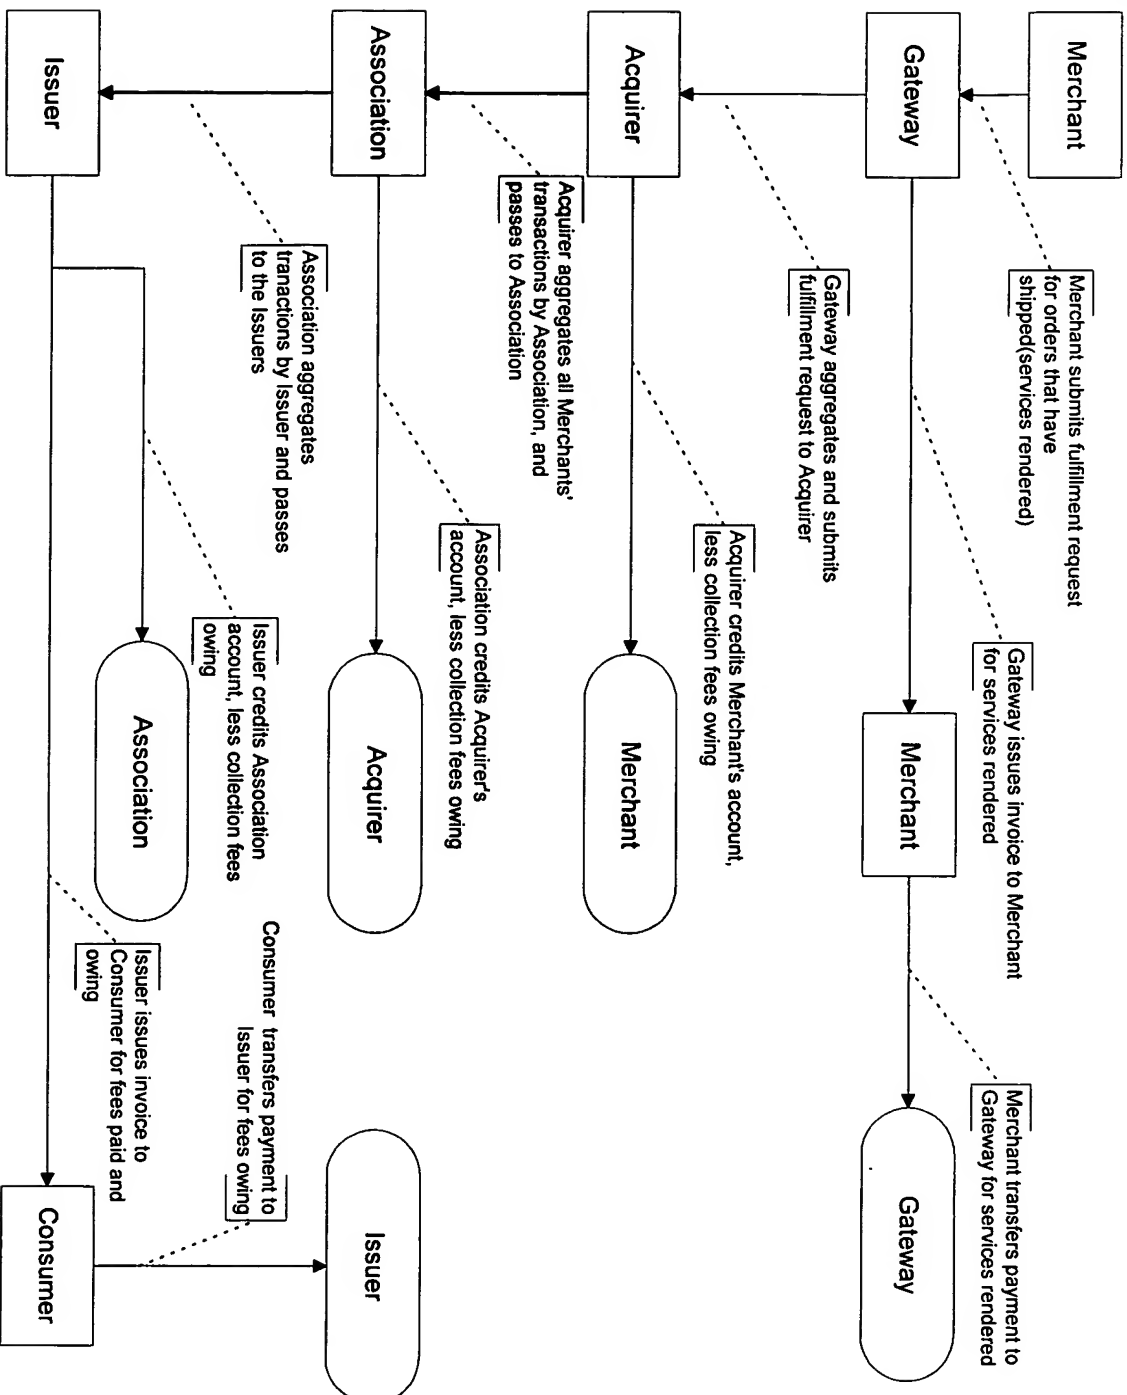 Merchant
Merchant submits fulfillment request
for orders that have
shipped(services rendered)
Gateway
Gateway issues invoice to Merchant
for services rendered
Merchant
Merchant transfers payment to
Gateway for services rendered
Gateway
Gateway aggregates and submits
fulfillment request to Acquirer
Acquirer
Acquirer credits Merchant's account,
less collection fees owing
Merchant
Acquirer aggregates all Merchants'
transactions by Association, and
passes to Association
Association
Association credits Acquirer's
account, less collection fees owing
Acquirer
Issuer
Association aggregates
tranactions by Issuer and passes
to the Issuers
Issuer credits Association
account, less collection fees
owing
Association
Consumer transfers payment to
Issuer for fees owing
Issuer
Issuer issues invoice to
Consumer for fees paid and
owing
Consumer